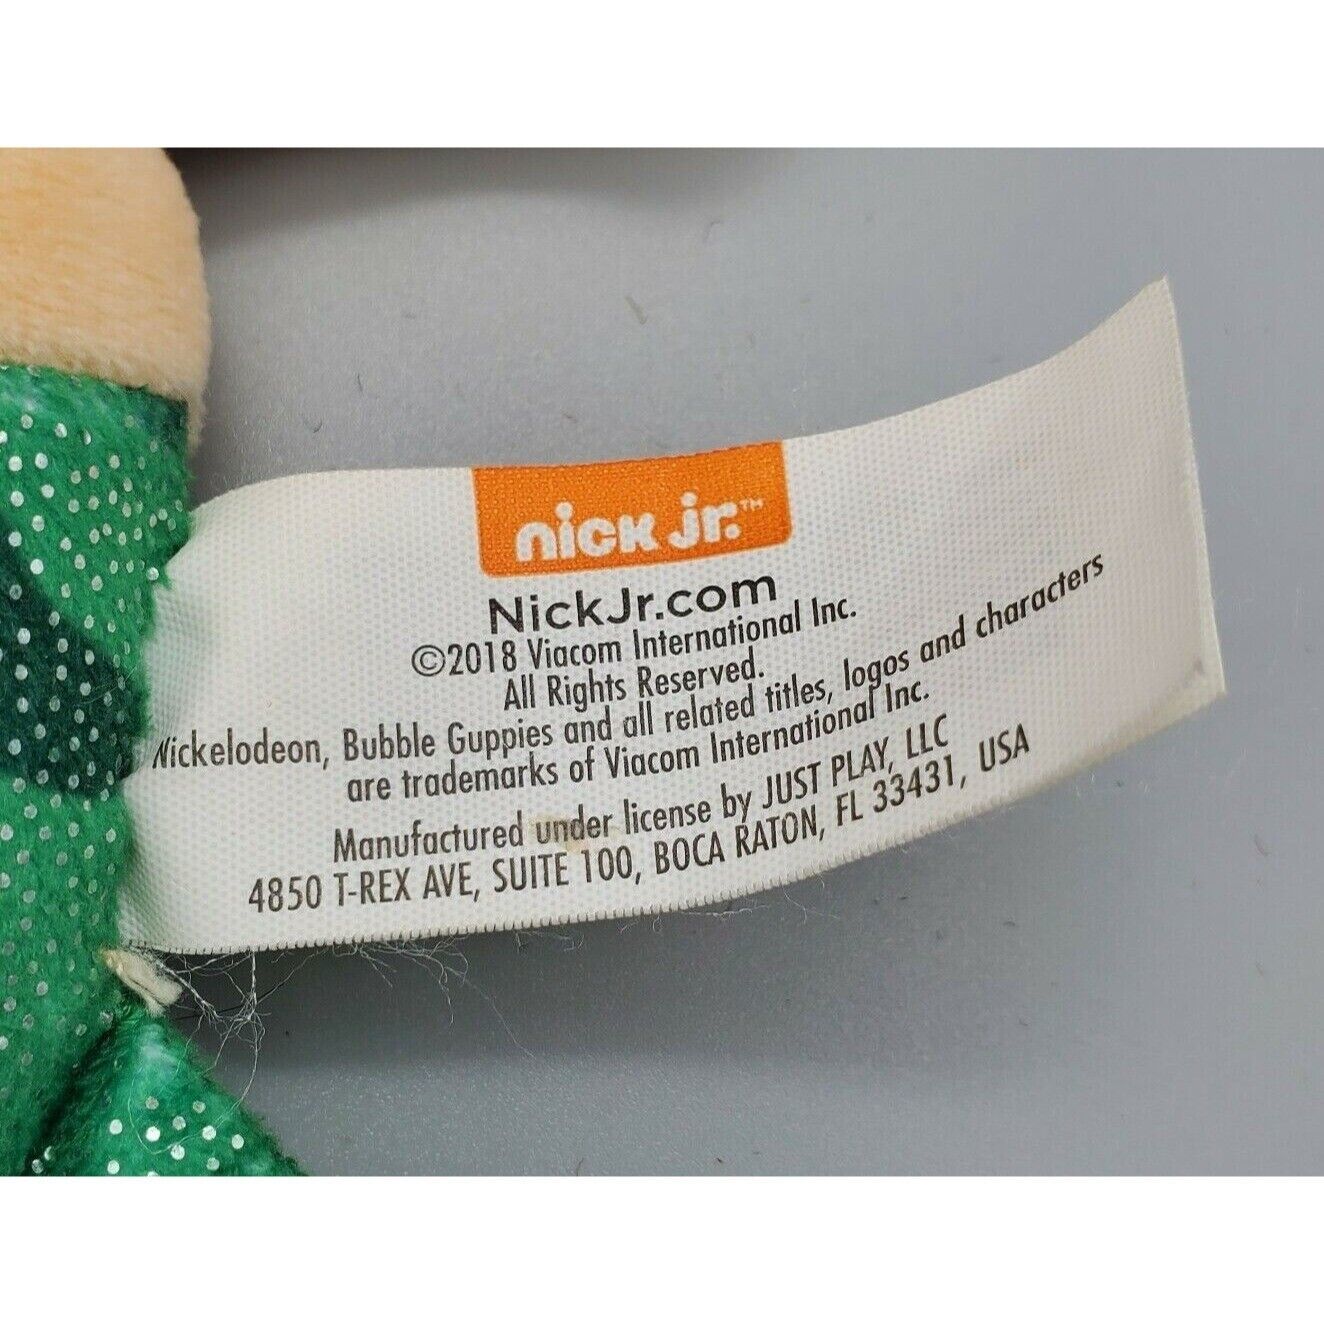 nick jr.™
NickJr.com
©2018 Viacom International Inc.
All Rights Reserved.
Nickelodeon, Bubble Guppies and all related titles, logos and characters
are trademarks of Viacom International Inc.
Manufactured under license by JUST PLAY, LLC
4850 T-REX AVE, SUITE 100, BOCA RATON, FL 33431, USA